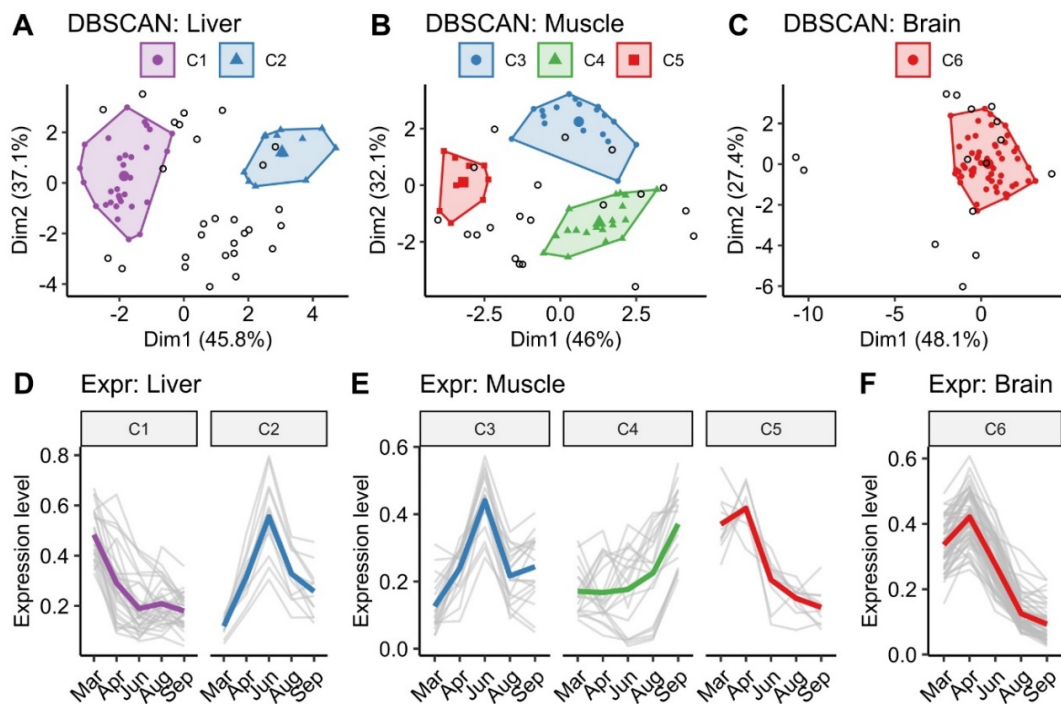 A DBSCAN: Liver
C1 C2
Dim2 (37.1%)
2
0
-2
-4
-2 0 2 4
Dim1 (45.8%)
B DBSCAN: Muscle
C3 C4 C5
Dim2 (32.1%)
2
0
-2
-2.5 0.0 2.5
Dim1 (46%)
C DBSCAN: Brain
C6
Dim2 (27.4%)
2
0
-2
-4
-6
-10 -5 0
Dim1 (48.1%)
D Expr: Liver
C1 C2
Expression level
0.8
0.6
0.4
0.2
Mar Apr Jun Aug Sep Mar Apr Jun Aug Sep
E Expr: Muscle
C3 C4 C5
Expression level
0.6
0.4
0.2
0.0
Mar Apr Jun Aug Sep Mar Apr Jun Aug Sep Mar Apr Jun Aug Sep
F Expr: Brain
C6
Expression level
0.6
0.4
0.2
0.0
Mar Apr Jun Aug Sep